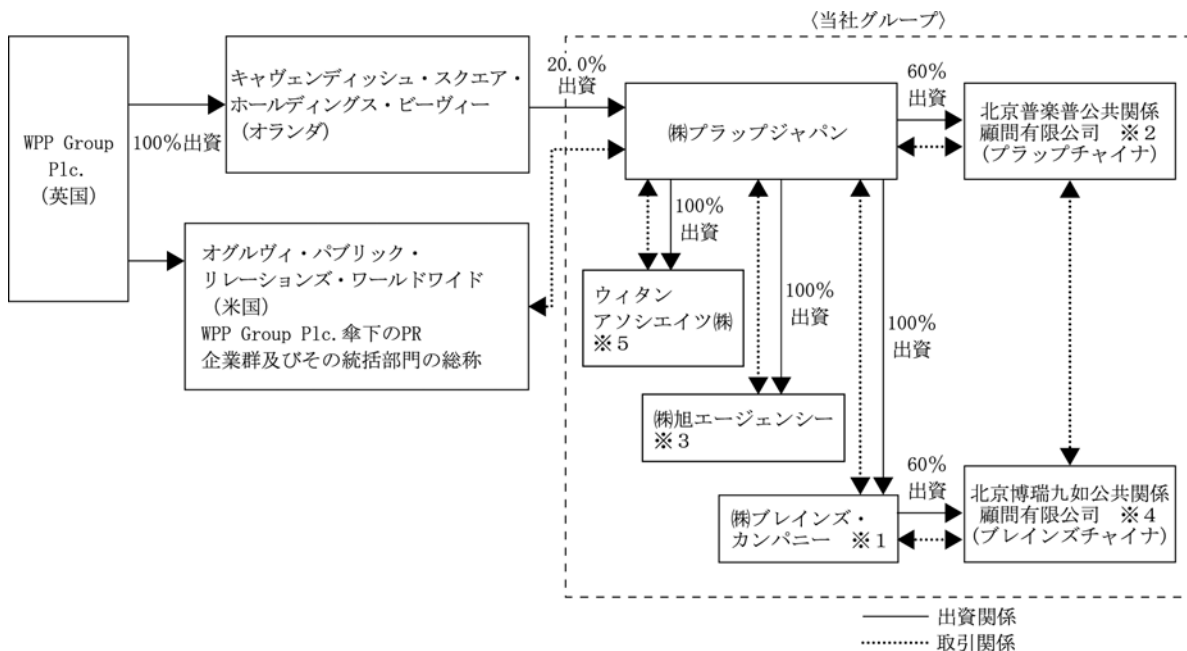 〈当社グループ〉
WPP Group
Plc.
(英国)
100%出資
キャヴェンディッシュ・スクエア・
ホールディングス・ビーヴィー
(オランダ)
オグルヴィ・パブリック・
リレーションズ・ワールドワイド
(米国)
WPP Group Plc.傘下のPR
企業群及びその統括部門の総称
20.0%
出資
㈱プラップジャパン
60%
出資
北京普楽普公共関係
顧問有限公司 ※2
(プラップチャイナ)
100%
出資
ウィタン
アソシエイツ㈱
※5
100%
出資
㈱旭エージェンシー
※3
100%
出資
㈱ブレインズ・
カンパニー ※1
60%
出資
北京博瑞九如公共関係
顧問有限公司 ※4
(ブレインズチャイナ)
出資関係
取引関係